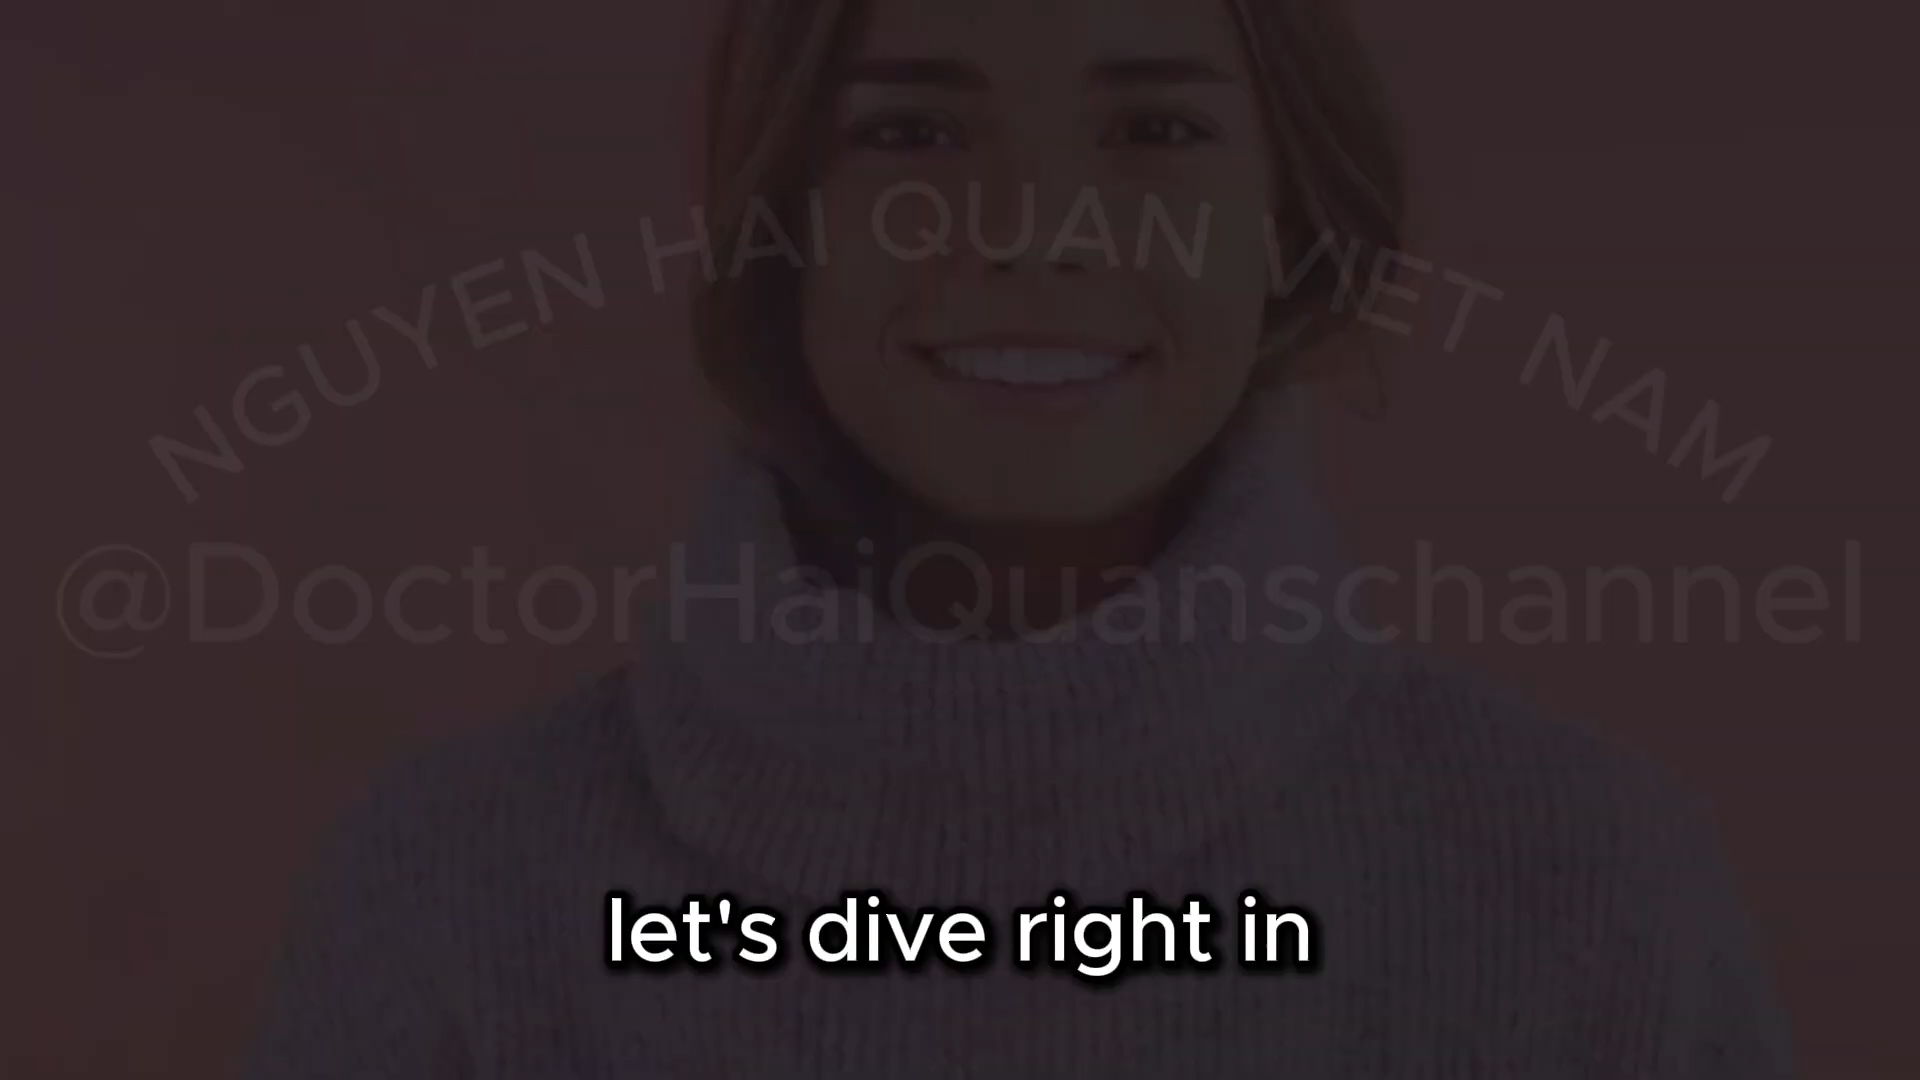 NGUYEN HAI QUAN VIET NAM
@DoctorHaiQuanschannel
let's dive right in